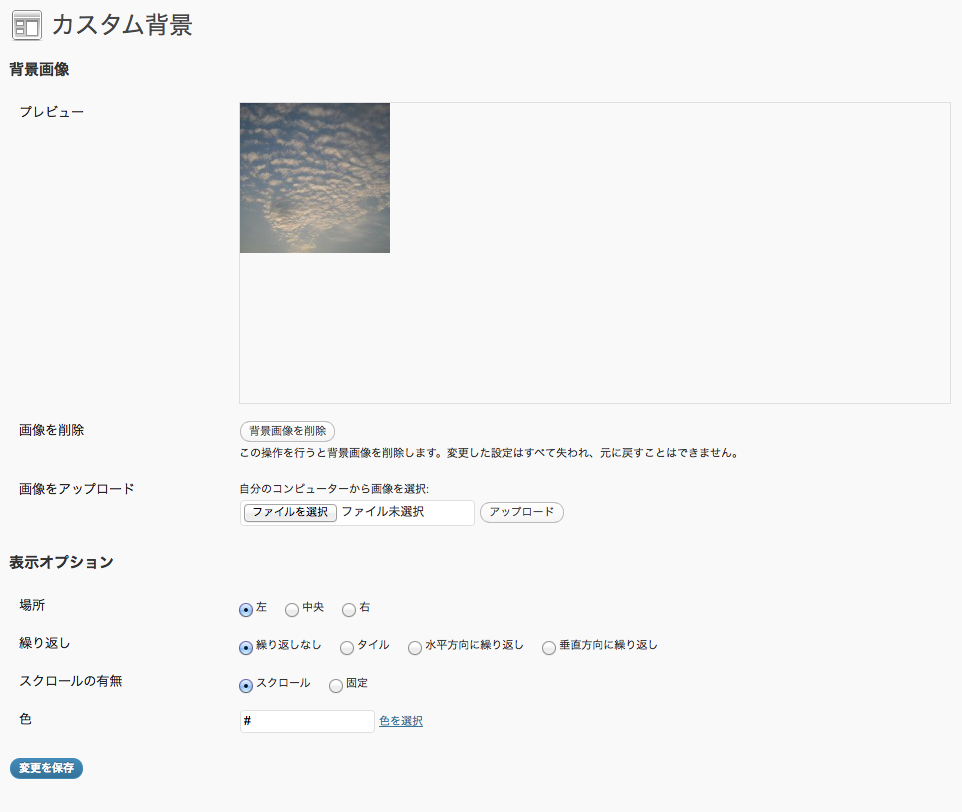 カスタム背景
背景画像
プレビュー
画像を削除
背景画像を削除
この操作を行うと背景画像を削除します。変更した設定はすべて失われ、元に戻すことはできません。
画像をアップロード
自分のコンピューターから画像を選択:
ファイルを選択 ファイル未選択 アップロード
表示オプション
場所 左 中央 右
繰り返し 繰り返しなし タイル 水平方向に繰り返し 垂直方向に繰り返し
スクロールの有無 スクロール 固定
色 # 色を選択
変更を保存